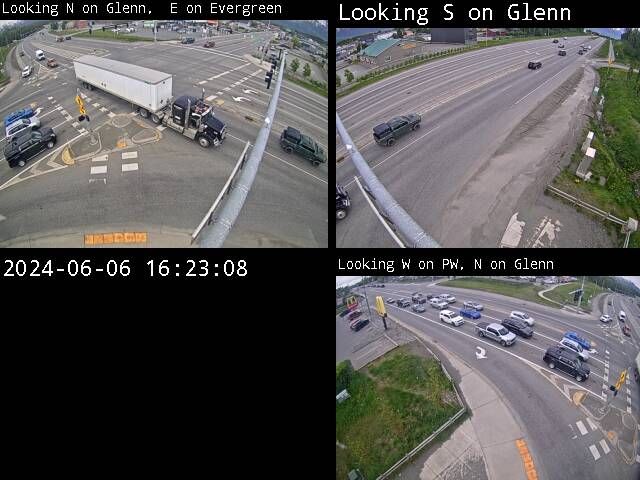 Looking N on Glenn,  E on Evergreen
Looking S on Glenn
2024-06-06 16:23:08
Looking W on PW, N on Glenn